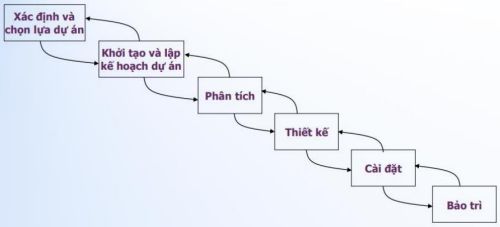 Xác định và
chọn lựa dự án
Khởi tạo và lập
kế hoạch dự án
Phân tích
Thiết kế
Cài đặt
Bảo trì